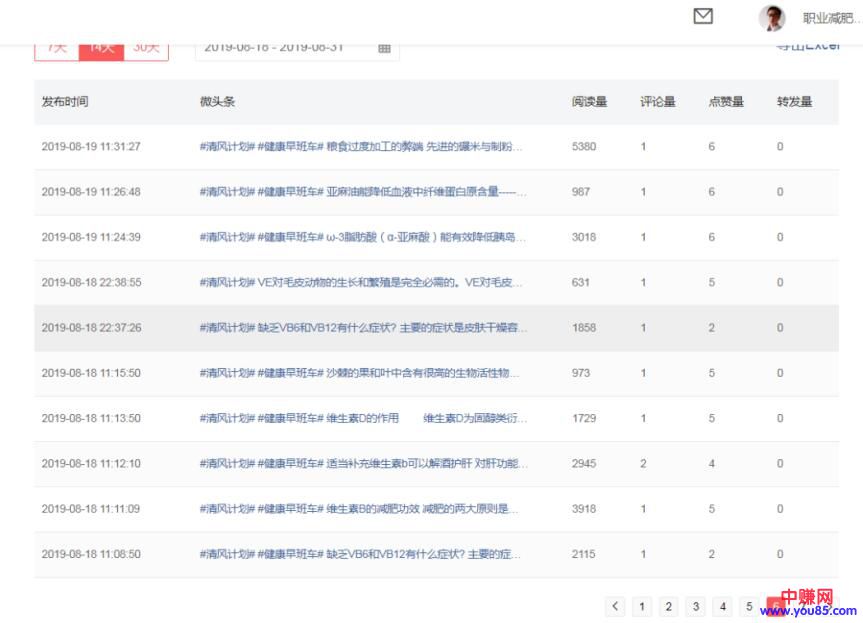 职业减肥...
7天 14天 30天 2019-08-18 - 2019-08-31 导出Excel
发布时间 微头条 阅读量 评论量 点赞量 转发量
2019-08-19 11:31:27 #清风计划# #健康早班车# 粮食过度加工的弊端 先进的碾米与制粉... 5380 1 6 0
2019-08-19 11:26:48 #清风计划# #健康早班车# 亚麻油能降低血液中纤维蛋白原含量-----... 987 1 6 0
2019-08-19 11:24:39 #清风计划# #健康早班车# ω-3脂肪酸（α-亚麻酸）能有效降低胰岛... 3018 1 6 0
2019-08-18 22:38:55 #清风计划# VE对毛皮动物的生长和繁殖是完全必需的。VE对毛皮... 631 1 5 0
2019-08-18 22:37:26 #清风计划# 缺乏VB6和VB12有什么症状? 主要的症状是皮肤干燥容... 1858 1 2 0
2019-08-18 11:15:50 #清风计划# #健康早班车# 沙棘的果和叶中含有很高的生物活性物... 973 1 5 0
2019-08-18 11:13:50 #清风计划# #健康早班车# 维生素D的作用 维生素D为固醇类衍... 1729 1 5 0
2019-08-18 11:12:10 #清风计划# #健康早班车# 适当补充维生素b可以解酒护肝 对肝功能... 2945 2 4 0
2019-08-18 11:11:09 #清风计划# #健康早班车# 维生素B的减肥功效 减肥的两大原则是... 3918 1 5 0
2019-08-18 11:08:50 #清风计划# #健康早班车# 缺乏VB6和VB12有什么症状? 主要的症... 2115 1 2 0
< 1 2 3 4 5 6
中赚网
www.you85.com